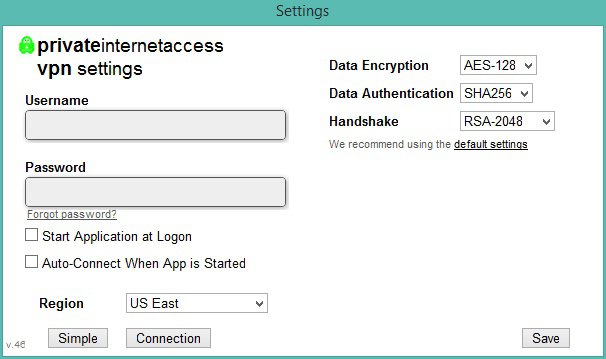 Settings
privateinternetaccess
vpn settings
Username
Password
Forgot password?
Start Application at Logon
Auto-Connect When App is Started
Region US East
Simple Connection
v.46
Data Encryption AES-128
Data Authentication SHA256
Handshake RSA-2048
We recommend using the default settings
Save